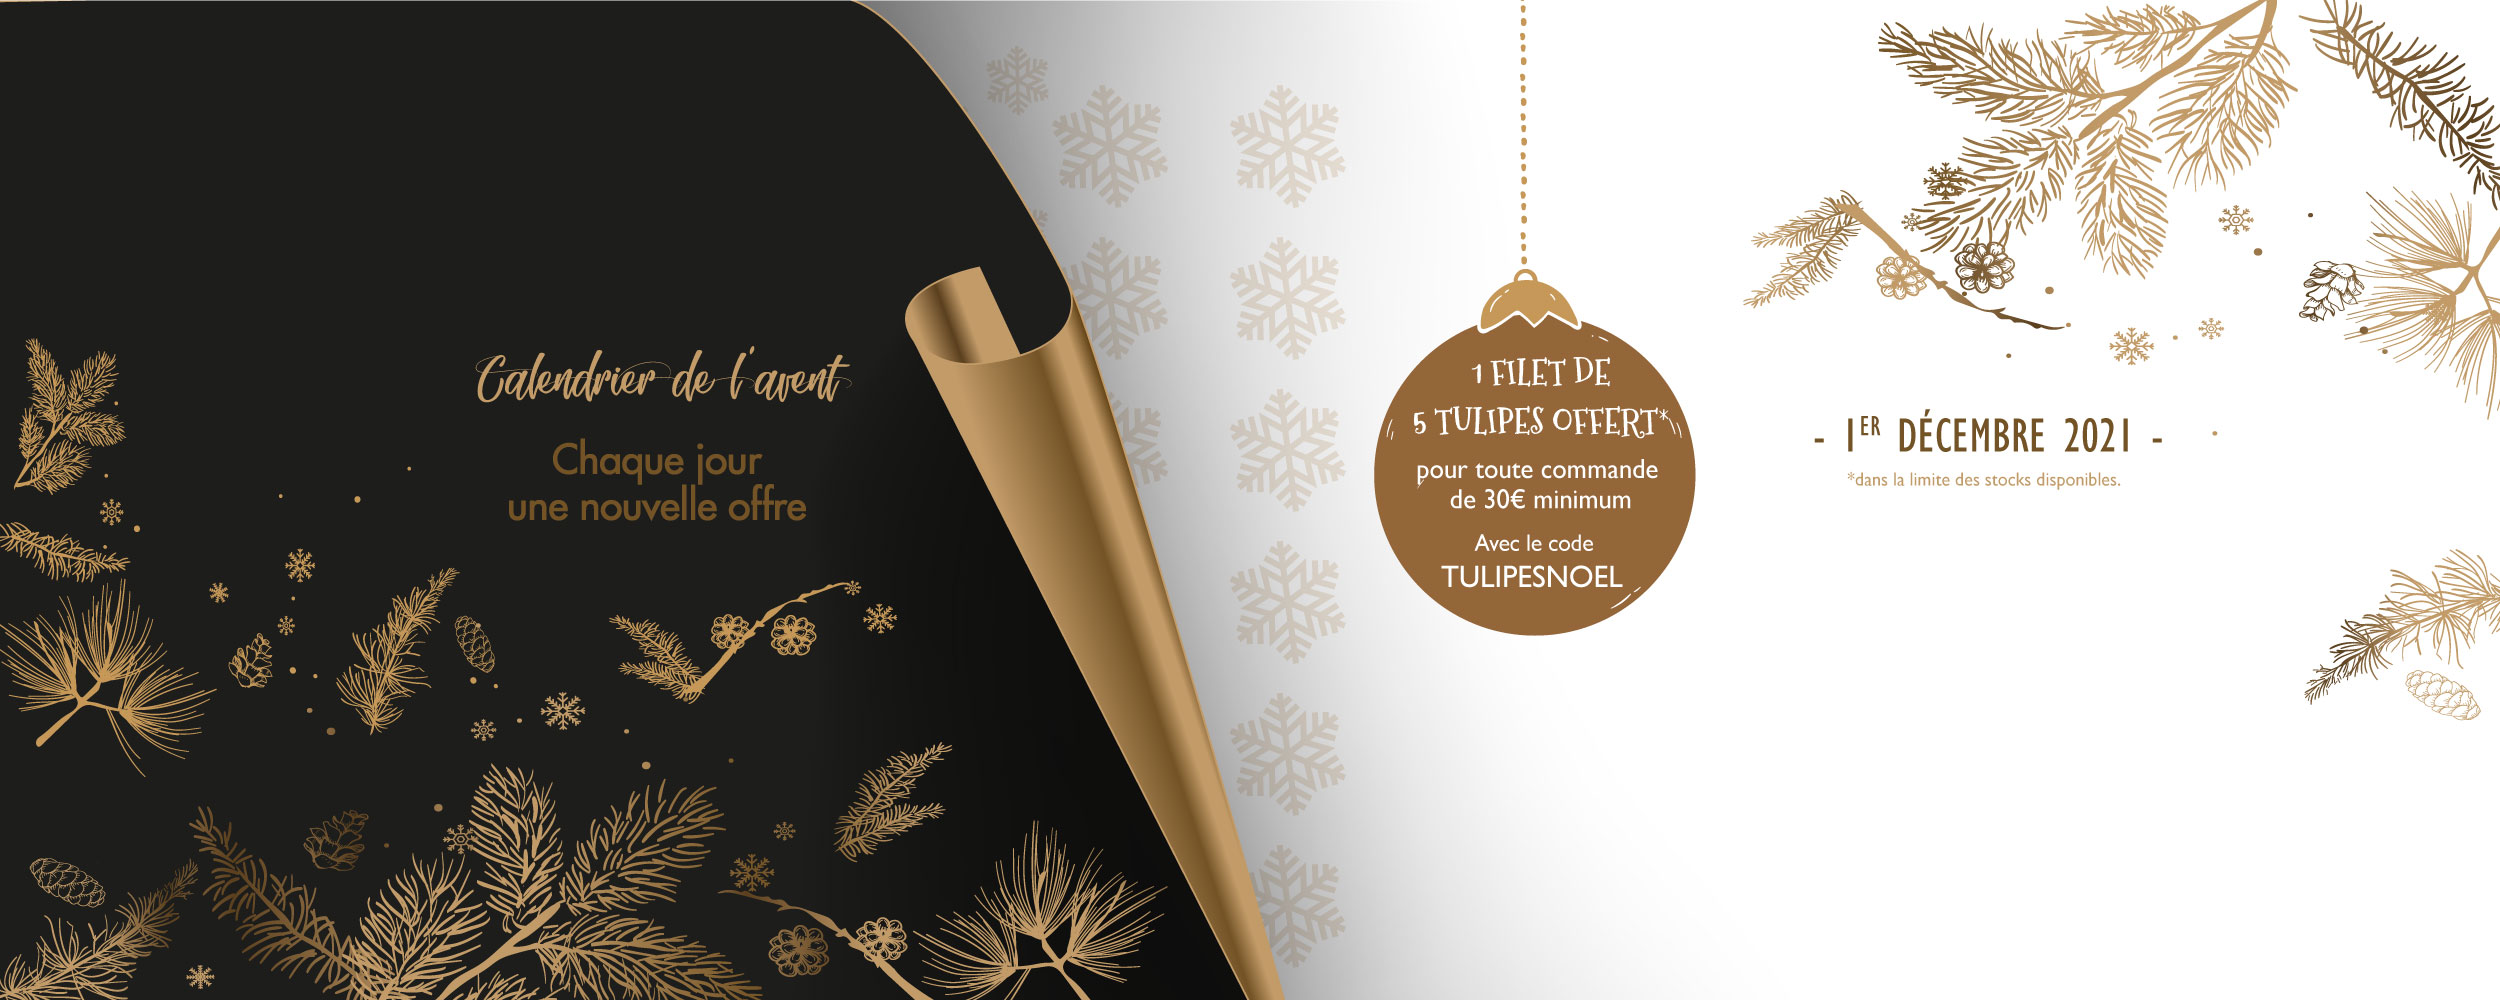 Calendrier de l'avent
Chaque jour
une nouvelle offre
1 FILET DE
5 TULIPES OFFERT*
pour toute commande
de 30€ minimum
Avec le code
TULIPESNOEL
- 1ER DÉCEMBRE 2021 -
*dans la limite des stocks disponibles.